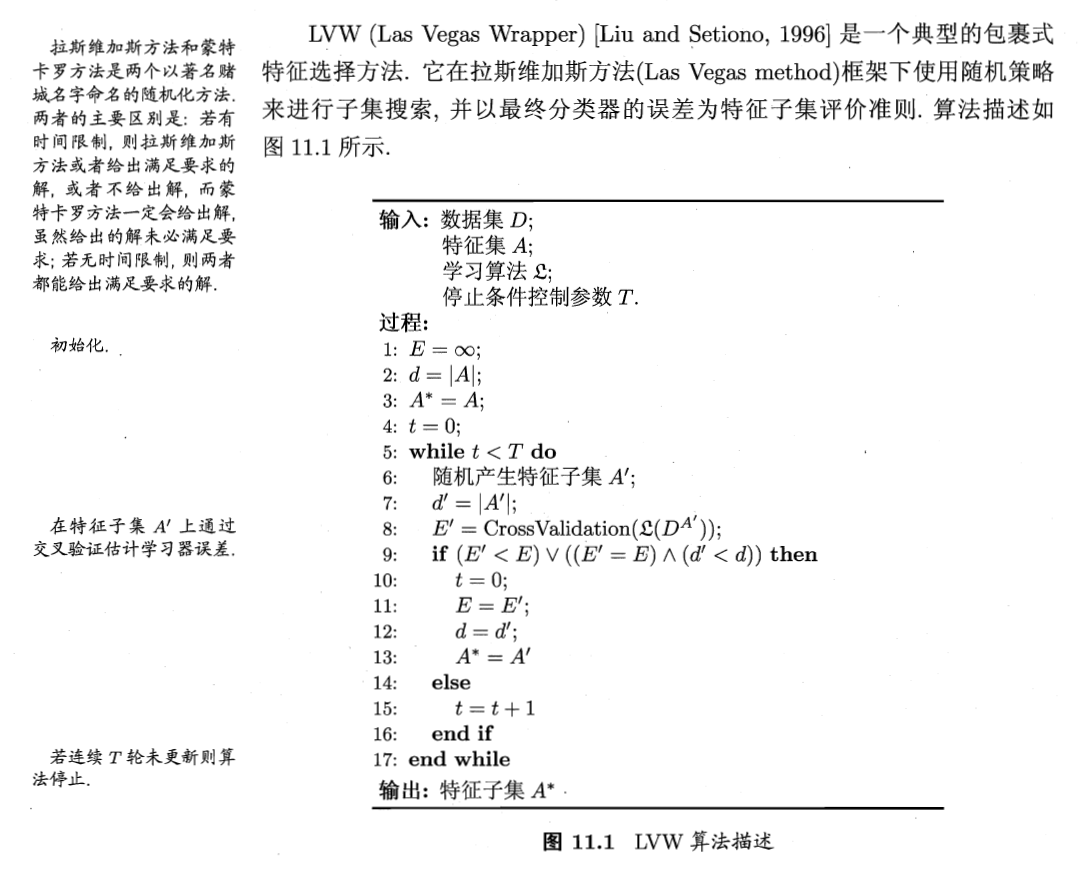 拉斯维加斯方法和蒙特
卡罗方法是两个以著名赌
城名字命名的随机化方法.
两者的主要区别是: 若有
时间限制, 则拉斯维加斯
方法或者给出满足要求的
解, 或者不给出解, 而蒙
特卡罗方法一定会给出解,
虽然给出的解未必满足要
求; 若无时间限制, 则两者
都能给出满足要求的解.
LVW (Las Vegas Wrapper) [Liu and Setiono, 1996] 是一个典型的包裹式
特征选择方法. 它在拉斯维加斯方法(Las Vegas method)框架下使用随机策略
来进行子集搜索, 并以最终分类器的误差为特征子集评价准则. 算法描述如
图 11.1 所示.
输入: 数据集 D;
特征集 A;
学习算法 𝔏;
停止条件控制参数 T.
过程:
初始化.
1: E = ∞;
2: d = |A|;
3: A* = A;
4: t = 0;
5: while t < T do
6: 随机产生特征子集 A′;
7: d′ = |A′|;
在特征子集 A′ 上通过
交叉验证估计学习器误差.
8: E′ = CrossValidation(𝔏(D^{A′}));
9: if (E′ < E) ∨ ((E′ = E) ∧ (d′ < d)) then
10: t = 0;
11: E = E′;
12: d = d′;
13: A* = A′
14: else
15: t = t + 1
16: end if
若连续 T 轮未更新则算
法停止.
17: end while
输出: 特征子集 A*
图 11.1 LVW 算法描述